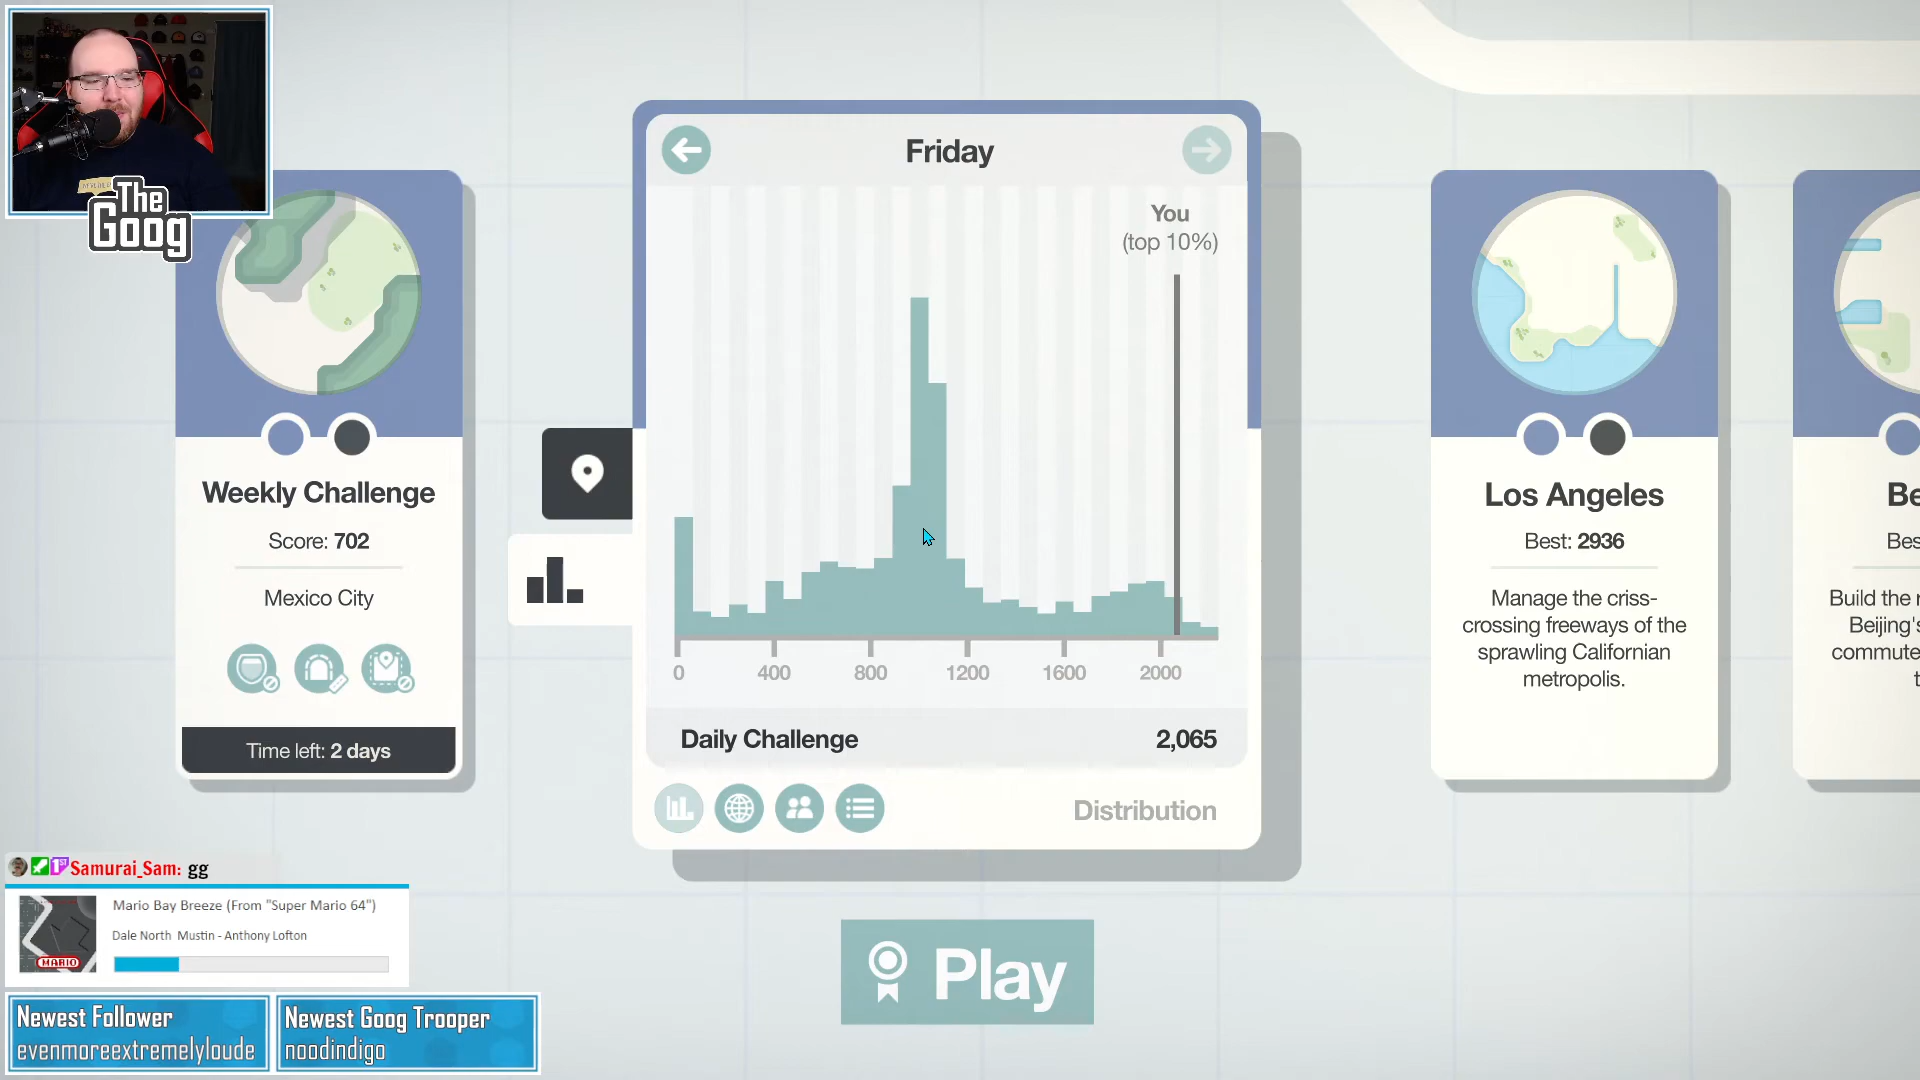 The
Goog
Weekly Challenge
Score: 702
Mexico City
Time left: 2 days
Friday
You
(top 10%)
0 400 800 1200 1600 2000
Daily Challenge 2,065
Distribution
Play
Los Angeles
Best: 2936
Manage the criss-
crossing freeways of the
sprawling Californian
metropolis.
Be
Bes
Build the r
Beijing's
commute
t
1ST Samurai_Sam: gg
Mario Bay Breeze (From "Super Mario 64")
Dale North Mustin - Anthony Lofton
MARIO
Newest Follower
evenmoreextremelyloude
Newest Goog Trooper
noodindigo